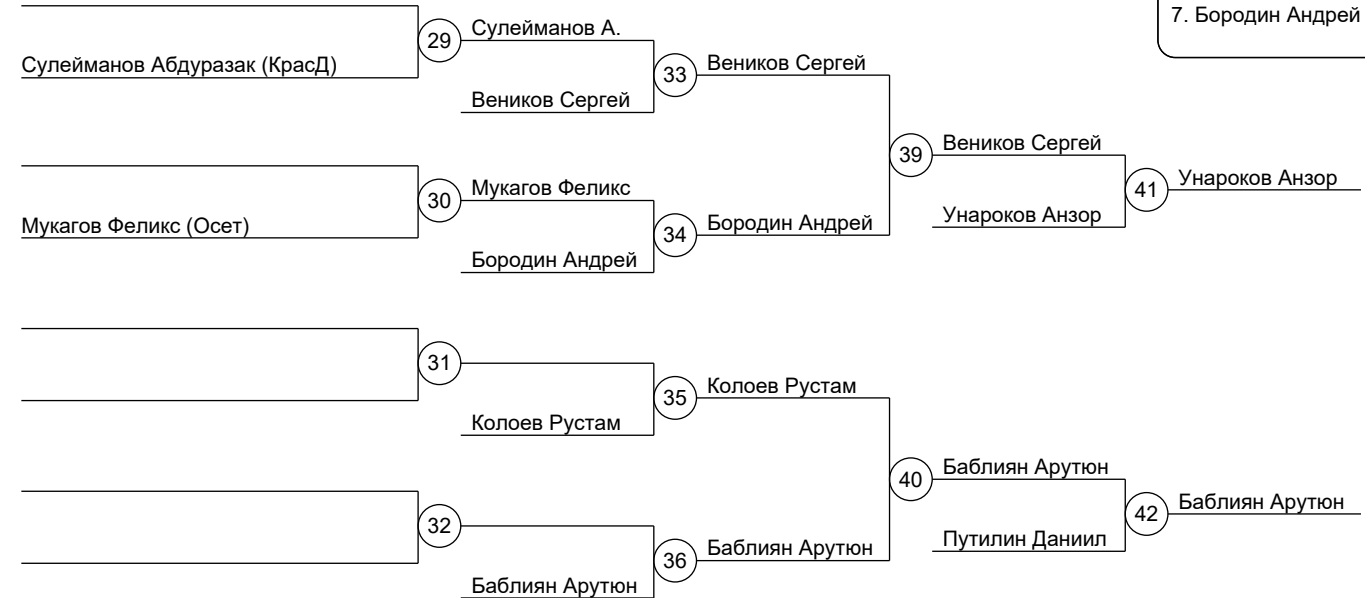 7. Бородин Андрей
29
Сулейманов А.
Сулейманов Абдуразак (КрасД)
33
Веников Сергей
Веников Сергей
39
Веников Сергей
30
Мукагов Феликс
41
Унароков Анзор
Мукагов Феликс (Осет)
34
Бородин Андрей
Унароков Анзор
Бородин Андрей
31
35
Колоев Рустам
Колоев Рустам
40
Баблиян Арутюн
32
42
Баблиян Арутюн
36
Баблиян Арутюн
Путилин Даниил
Баблиян Арутюн